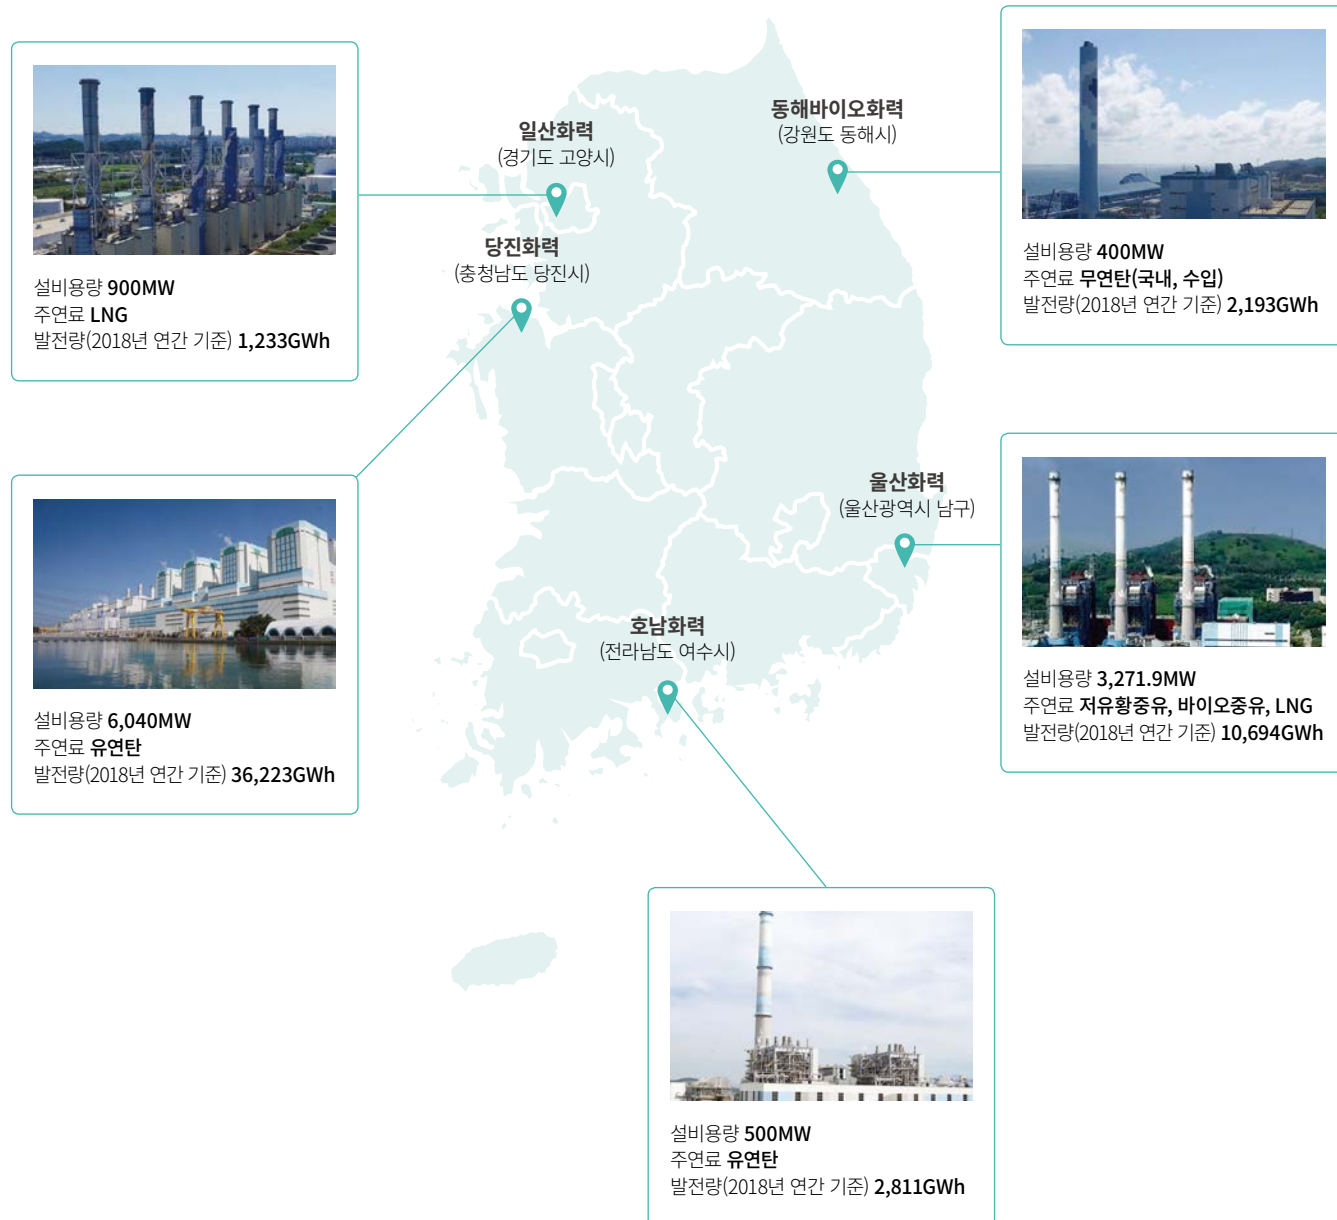 일산화력
(경기도 고양시)
설비용량 900MW
주연료 LNG
발전량(2018년 연간 기준) 1,233GWh
동해바이오화력
(강원도 동해시)
설비용량 400MW
주연료 무연탄(국내, 수입)
발전량(2018년 연간 기준) 2,193GWh
당진화력
(충청남도 당진시)
설비용량 6,040MW
주연료 유연탄
발전량(2018년 연간 기준) 36,223GWh
울산화력
(울산광역시 남구)
설비용량 3,271.9MW
주연료 저유황중유, 바이오중유, LNG
발전량(2018년 연간 기준) 10,694GWh
호남화력
(전라남도 여수시)
설비용량 500MW
주연료 유연탄
발전량(2018년 연간 기준) 2,811GWh